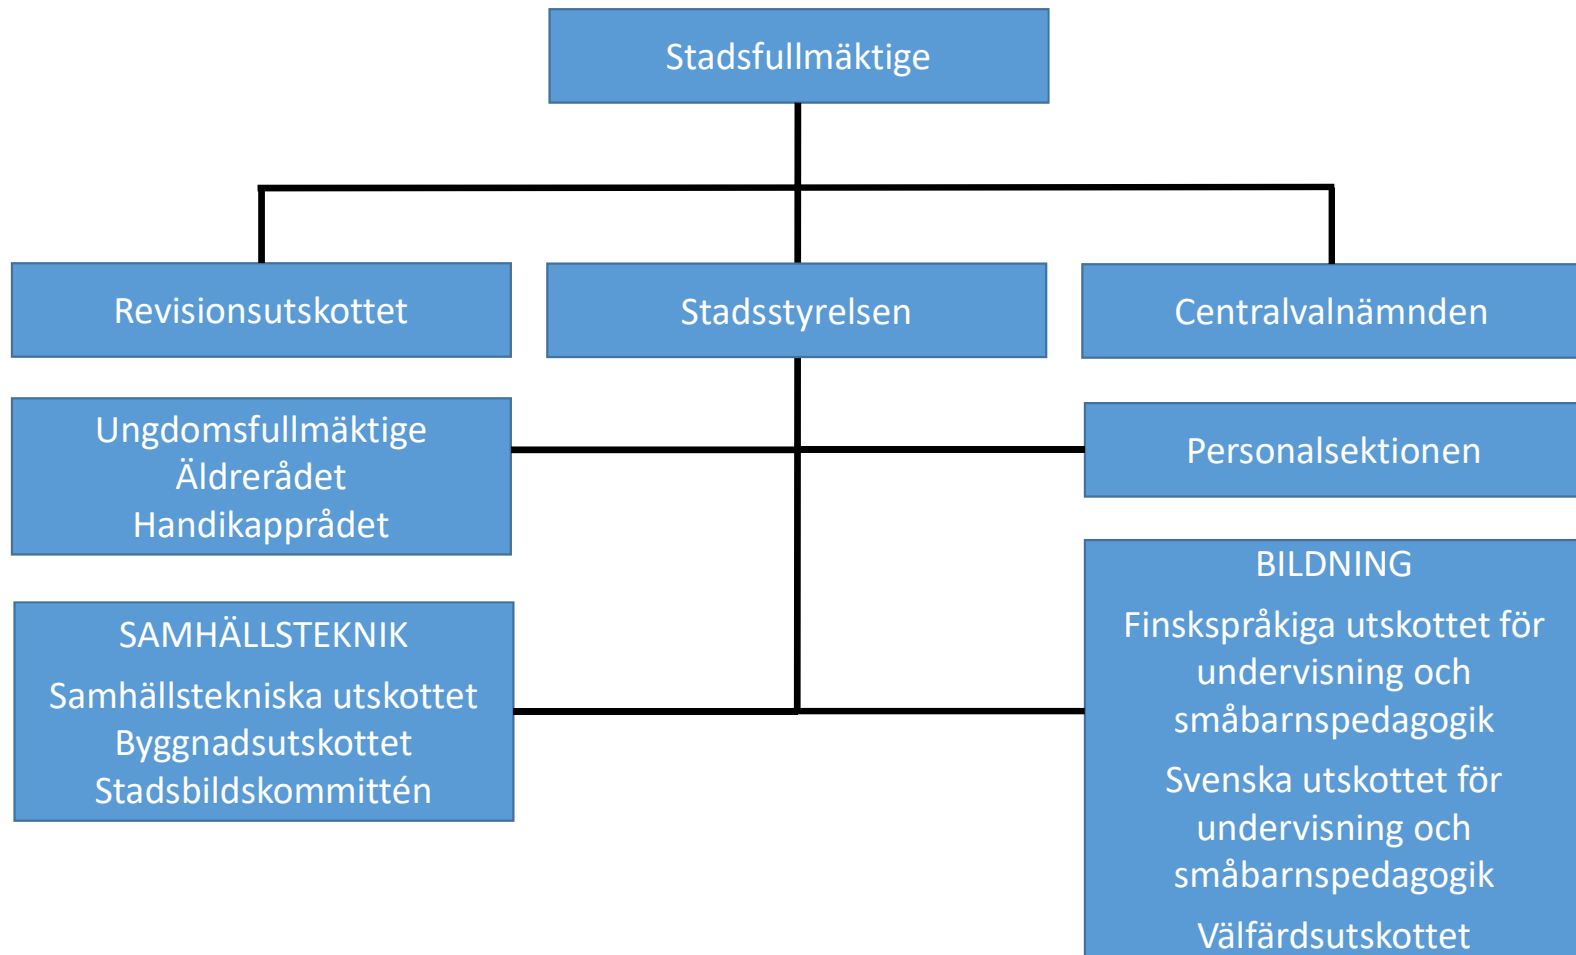 Stadsfullmäktige
Revisionsutskottet
Stadsstyrelsen
Centralvalnämnden
Ungdomsfullmäktige
Äldrerådet
Handikapprådet
Personalsektionen
SAMHÄLLSTEKNIK
Samhällstekniska utskottet
Byggnadsutskottet
Stadsbildskommittén
BILDNING
Finskspråkiga utskottet för
undervisning och
småbarnspedagogik
Svenska utskottet för
undervisning och
småbarnspedagogik
Välfärdsutskottet